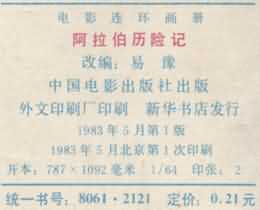 电影连环画册
阿拉伯历险记
改编：易豫
中国电影出版社出版
外文印刷厂印刷 新华书店发行
1983年5月第1版
1983年5月北京第1次印刷
开本：787×1092毫米 1/64 印张：2
统一书号：8061·2121 定价：0.21元